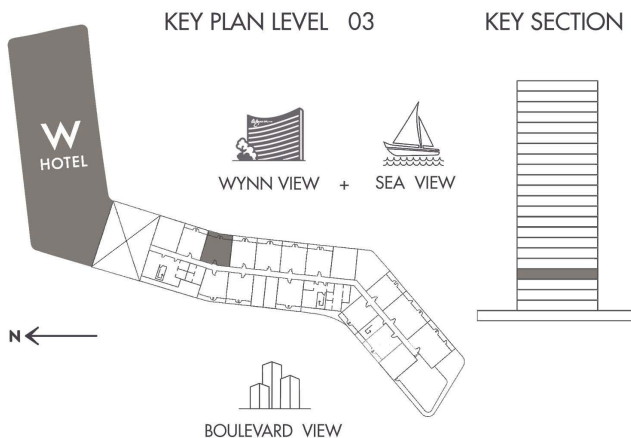 KEY PLAN LEVEL 03
KEY SECTION
W
HOTEL
WYNN VIEW + SEA VIEW
N
BOULEVARD VIEW